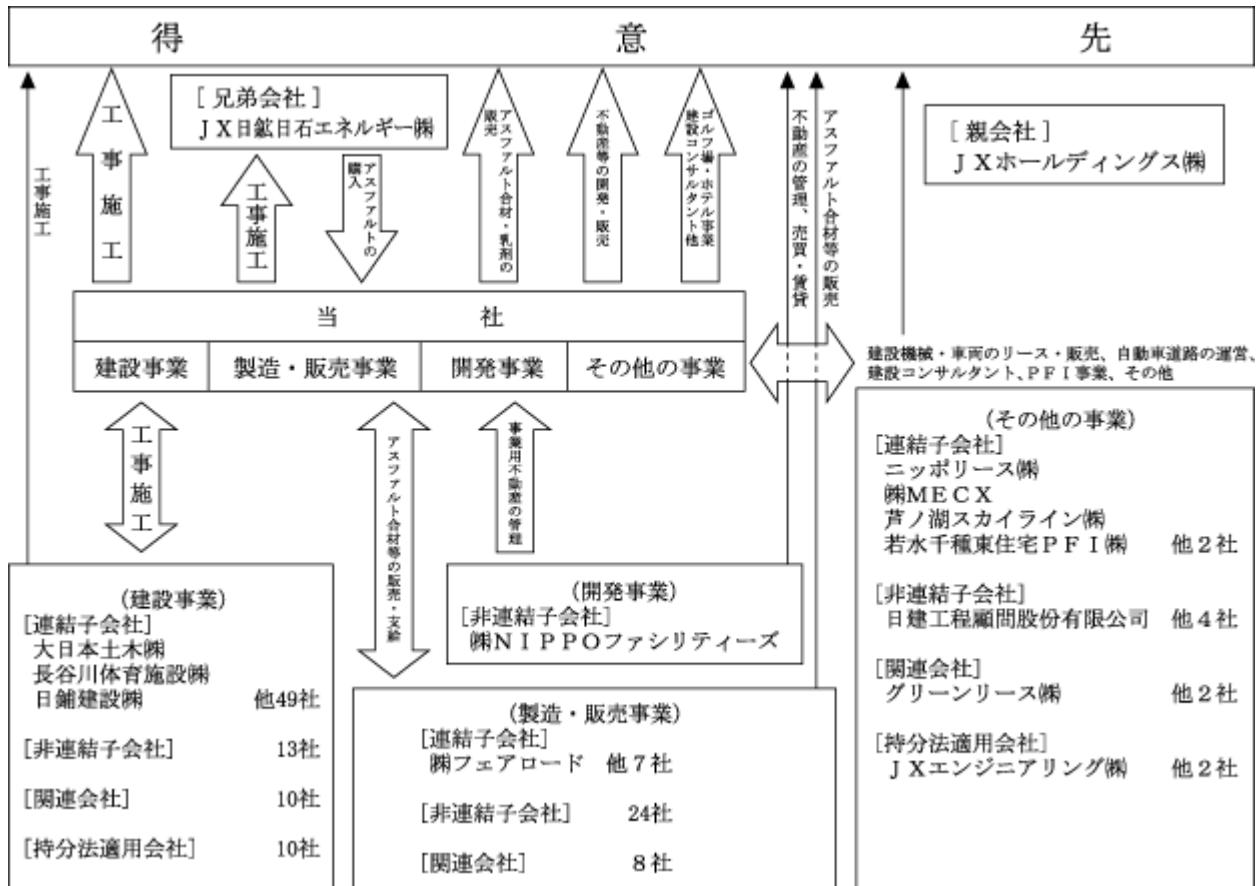 得意先
工事施工
工事施工
[兄弟会社]
JX日鉱日石エネルギー㈱
工事施工
アスファルトの
購入
アスファルト合材・乳剤の
販売
不動産等の開発・販売
ゴルフ場・ホテル事業
建設コンサルタント他
不動産の管理、売買・賃貸
アスファルト合材等の販売
[親会社]
JXホールディングス㈱
当社
建設事業
製造・販売事業
開発事業
その他の事業
建設機械・車両のリース・販売、自動車道路の運営、
建設コンサルタント、PFI事業、その他
工事施工
アスファルト合材等の販売・支給
事業用不動産の管理
(建設事業)
[連結子会社]
大日本土木㈱
長谷川体育施設㈱
日鋪建設㈱ 他49社
[非連結子会社] 13社
[関連会社] 10社
[持分法適用会社] 10社
(開発事業)
[非連結子会社]
㈱NIPPOファシリティーズ
(製造・販売事業)
[連結子会社]
㈱フェアロード 他7社
[非連結子会社] 24社
[関連会社] 8社
(その他の事業)
[連結子会社]
ニッポリース㈱
㈱MECX
芦ノ湖スカイライン㈱
若水千種東住宅PFI㈱ 他2社
[非連結子会社]
日建工程顧問股份有限公司 他4社
[関連会社]
グリーンリース㈱ 他2社
[持分法適用会社]
JXエンジニアリング㈱ 他2社